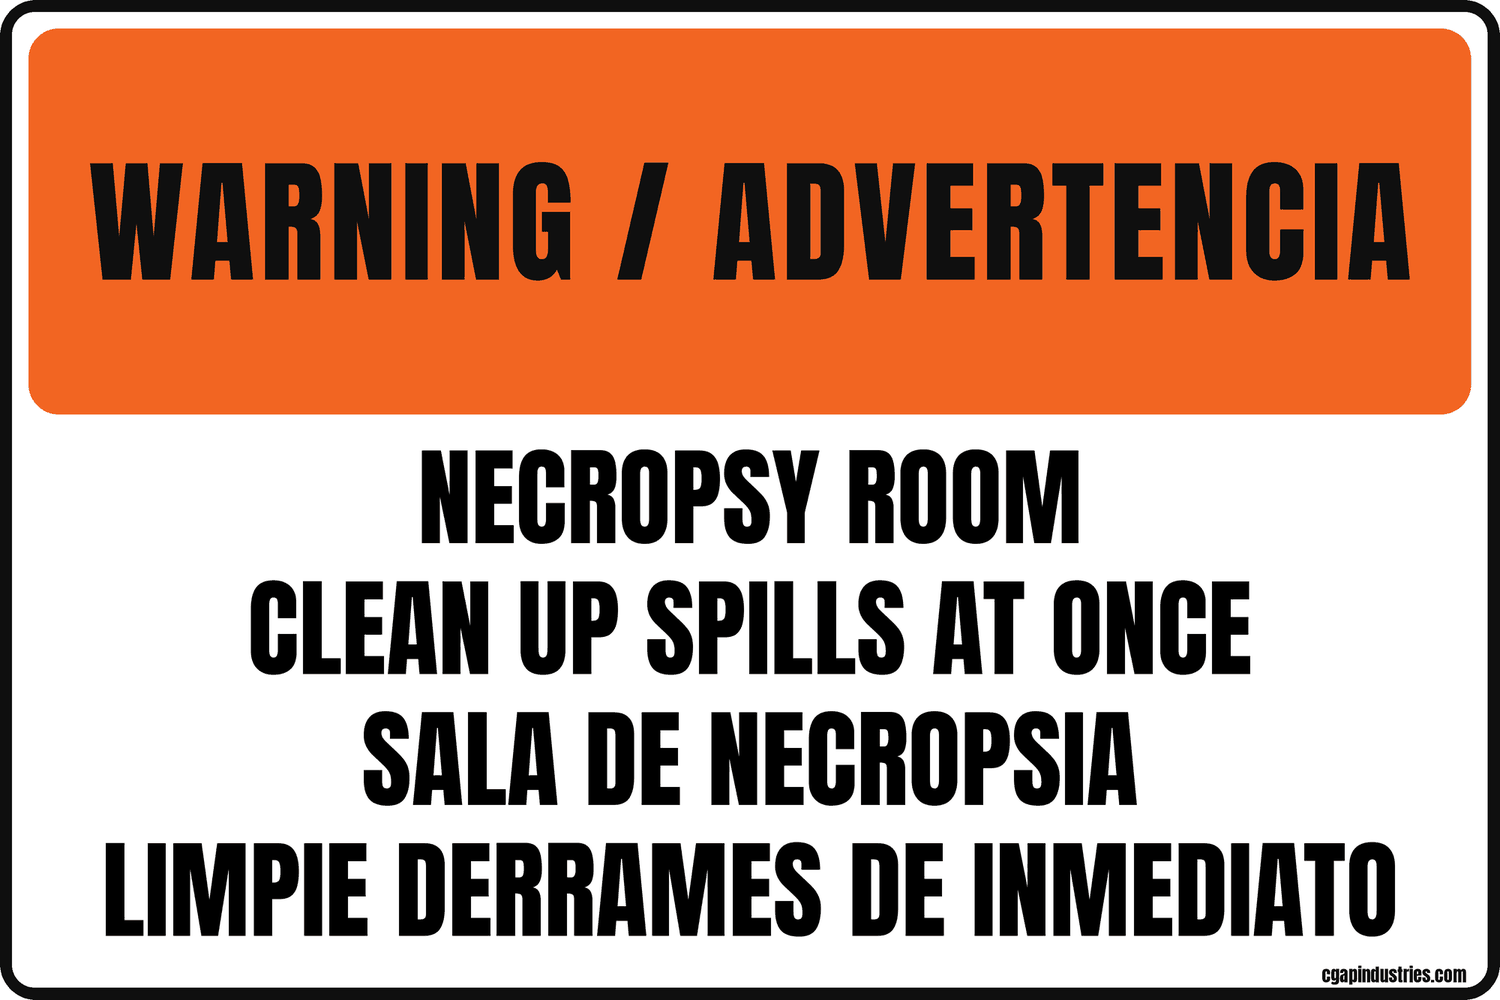 WARNING / ADVERTENCIA
NECROPSY ROOM
CLEAN UP SPILLS AT ONCE
SALA DE NECROPSIA
LIMPIE DERRAMES DE INMEDIATO
cgapindustries.com